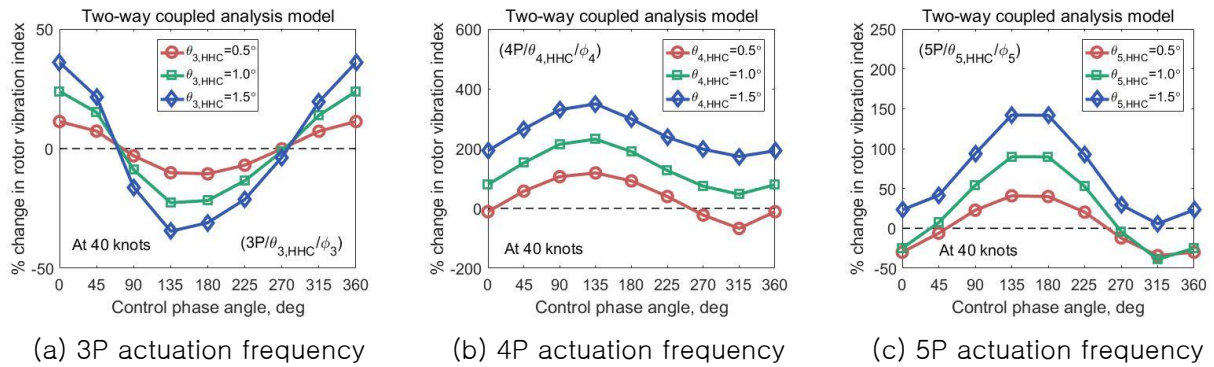 Two-way coupled analysis model
% change in rotor vibration index
50
0
-50
θ3,HHC=0.5°
θ3,HHC=1.0°
θ3,HHC=1.5°
At 40 knots
(3P/θ3,HHC/ϕ3)
0 45 90 135 180 225 270 315 360
Control phase angle, deg
(a) 3P actuation frequency
Two-way coupled analysis model
% change in rotor vibration index
600
400
200
0
-200
(4P/θ4,HHC/ϕ4)
θ4,HHC=0.5°
θ4,HHC=1.0°
θ4,HHC=1.5°
At 40 knots
0 45 90 135 180 225 270 315 360
Control phase angle, deg
(b) 4P actuation frequency
Two-way coupled analysis model
% change in rotor vibration index
250
200
150
100
50
0
-50
(5P/θ5,HHC/ϕ5)
θ5,HHC=0.5°
θ5,HHC=1.0°
θ5,HHC=1.5°
At 40 knots
0 45 90 135 180 225 270 315 360
Control phase angle, deg
(c) 5P actuation frequency